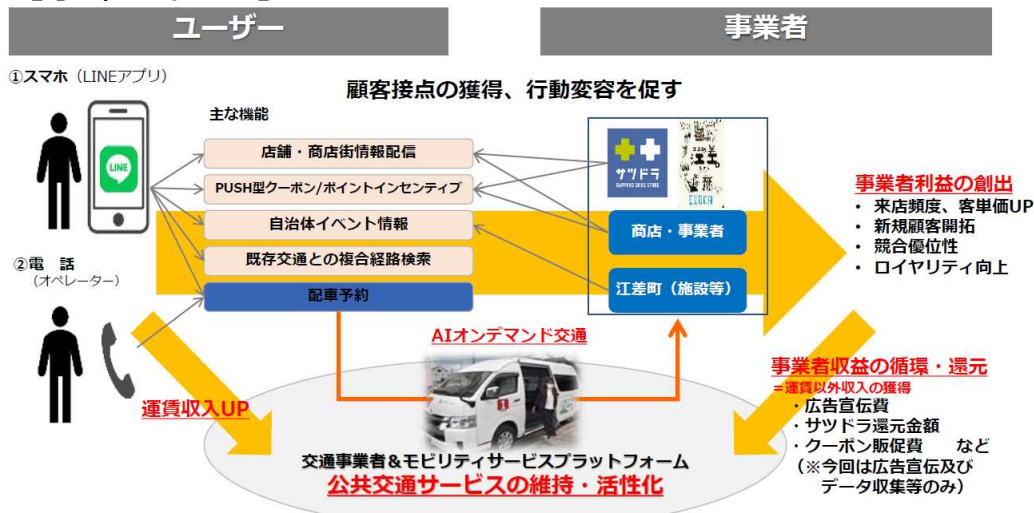 ユーザー
事業者
①スマホ（LINEアプリ）
LINE
顧客接点の獲得、行動変容を促す
主な機能
店舗・商店街情報配信
PUSH型クーポン/ポイントインセンティブ
自治体イベント情報
既存交通との複合経路検索
配車予約
②電　話
（オペレーター）
サツドラ
SAPPORO DRUG STORE
商店・事業者
江差町（施設等）
事業者利益の創出
・ 来店頻度、客単価UP
・ 新規顧客開拓
・ 競合優位性
・ ロイヤリティ向上
AIオンデマンド交通
運賃収入UP
事業者収益の循環・還元
＝運賃以外収入の獲得
・広告宣伝費
・サツドラ還元金額
・クーポン販促費　など
（※今回は広告宣伝及び
データ収集等のみ）
交通事業者&モビリティサービスプラットフォーム
公共交通サービスの維持・活性化